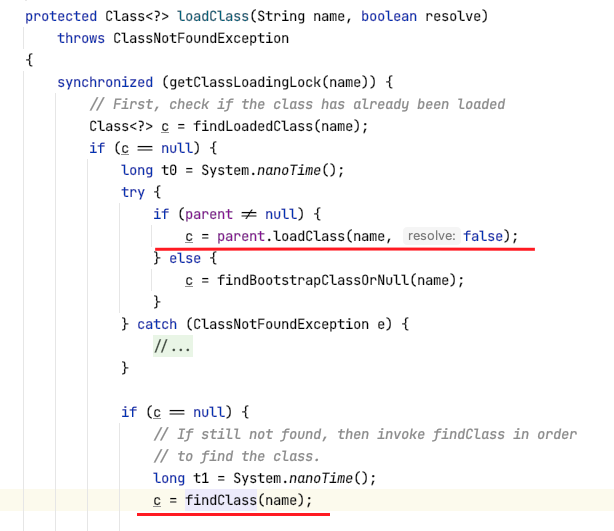 protected Class<?> loadClass(String name, boolean resolve)
throws ClassNotFoundException
{
synchronized (getClassLoadingLock(name)) {
// First, check if the class has already been loaded
Class<?> c = findLoadedClass(name);
if (c == null) {
long t0 = System.nanoTime();
try {
if (parent ≠ null) {
c = parent.loadClass(name, resolve: false);
} else {
c = findBootstrapClassOrNull(name);
}
} catch (ClassNotFoundException e) {
//...
}
if (c == null) {
// If still not found, then invoke findClass in order
// to find the class.
long t1 = System.nanoTime();
c = findClass(name);